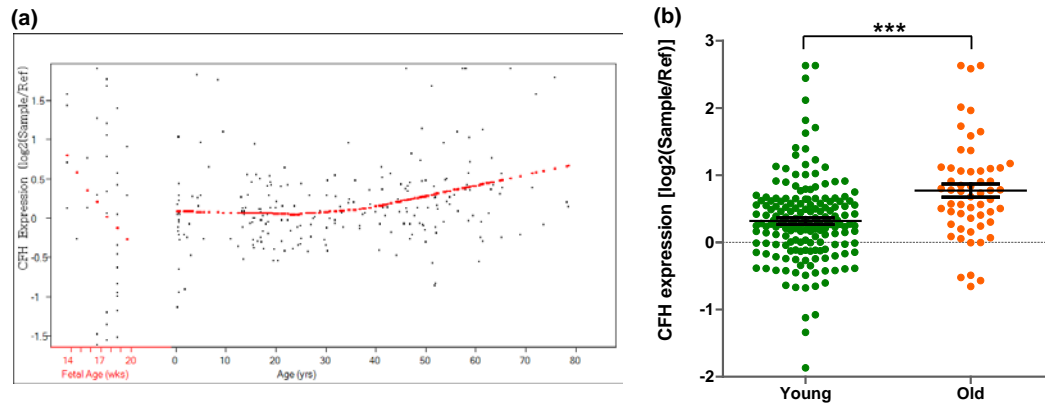 (a)
CFH Expression (log2(Sample/Ref)
1.5
1
0.5
0.0
-0.5
-1
-1.5
14 17 20
Fetal Age (wks)
0 10 20 30 40 50 60 70 80
Age (yrs)
(b)
***
CFH expression [log2(Sample/Ref)]
3
2
1
0
-1
-2
Young Old